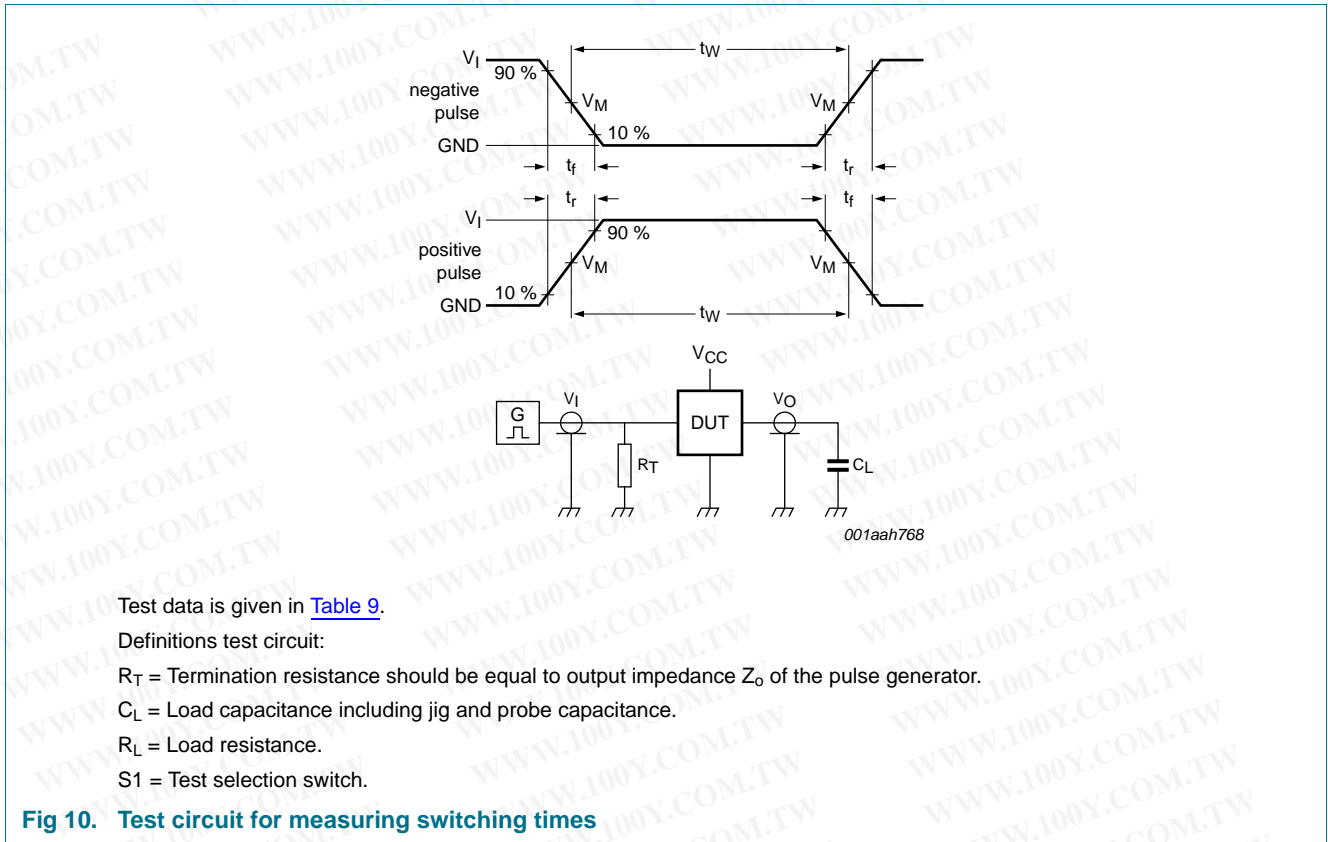 V_I
90 %
t_W
negative pulse
V_M
V_M
10 %
GND
t_f
t_r
t_r
t_f
V_I
90 %
positive pulse
V_M
V_M
10 %
GND
t_W
V_CC
G
V_I
DUT
V_O
R_T
C_L
001aah768
Test data is given in Table 9.
Definitions test circuit:
R_T = Termination resistance should be equal to output impedance Z_o of the pulse generator.
C_L = Load capacitance including jig and probe capacitance.
R_L = Load resistance.
S1 = Test selection switch.
Fig 10. Test circuit for measuring switching times
WWW.100Y.COM.TW